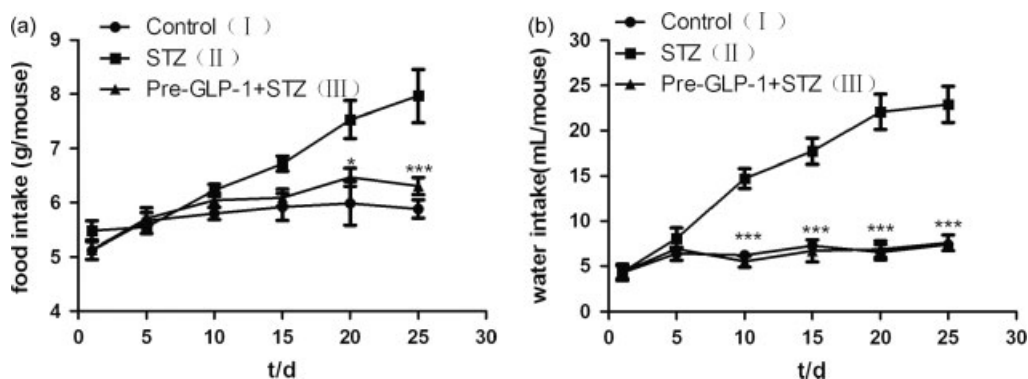 (a)
Control (Ⅰ)
STZ (Ⅱ)
Pre-GLP-1+STZ (Ⅲ)
food intake (g/mouse)
9
8
7
6
5
4
*
***
0 5 10 15 20 25 30
t/d
(b)
Control (Ⅰ)
STZ (Ⅱ)
Pre-GLP-1+STZ (Ⅲ)
water intake(mL/mouse)
30
25
20
15
10
5
0
*** *** *** ***
0 5 10 15 20 25 30
t/d